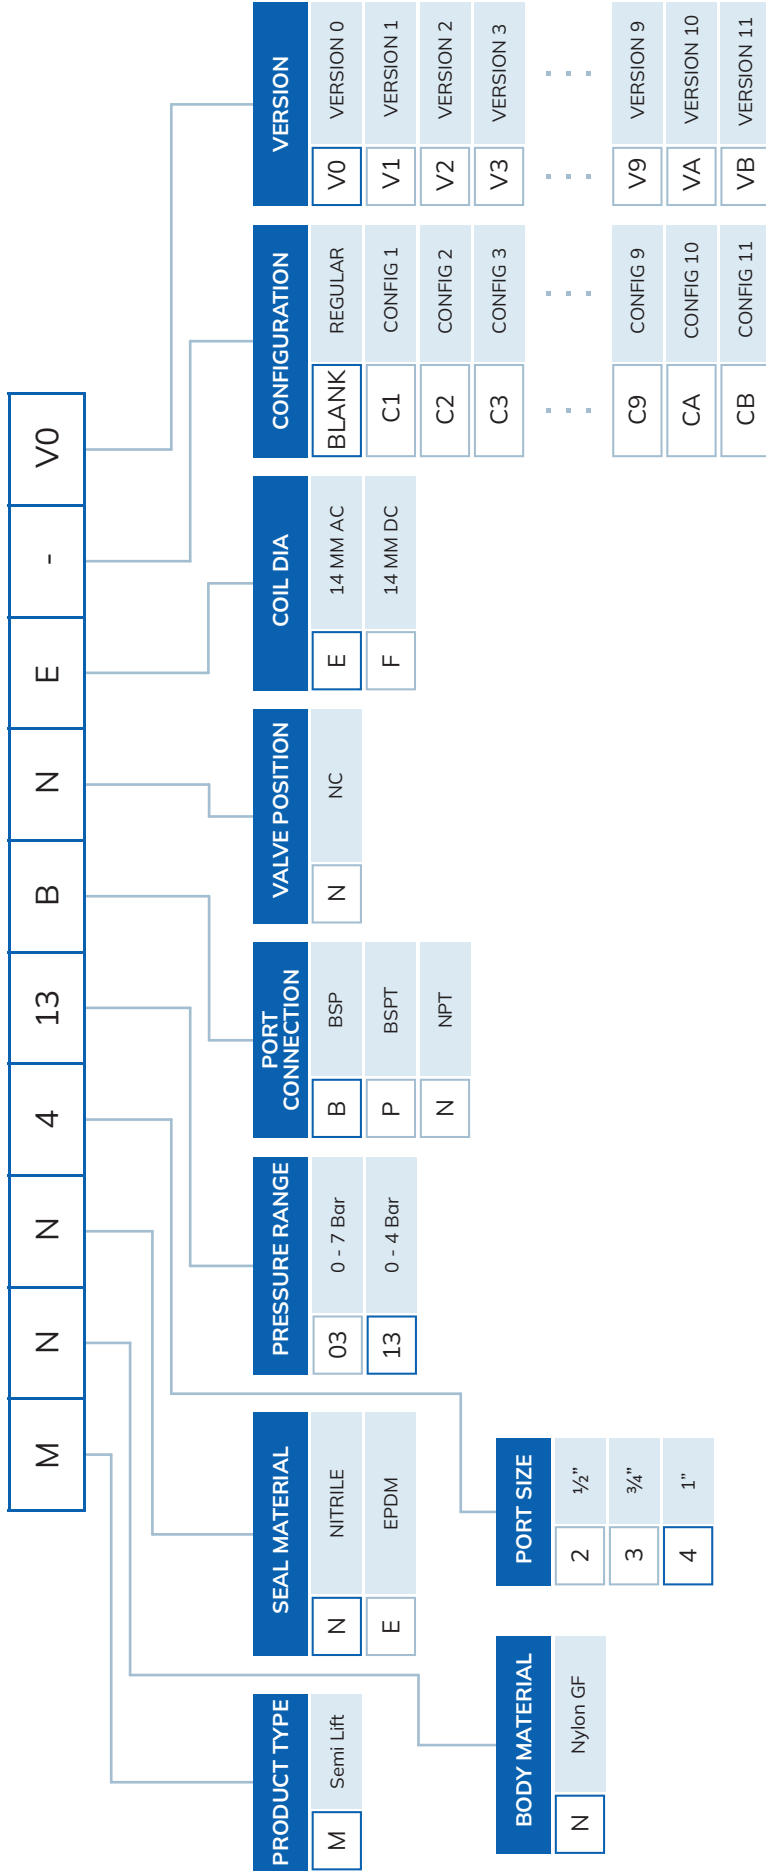 M N N 4 13 B N E - V0
PRODUCT TYPE
M Semi Lift
BODY MATERIAL
N Nylon GF
SEAL MATERIAL
N NITRILE
E EPDM
PORT SIZE
2 ½”
3 ¾”
4 1”
PRESSURE RANGE
03 0 - 7 Bar
13 0 - 4 Bar
PORT
CONNECTION
B BSP
P BSPT
N NPT
VALVE POSITION
N NC
COIL DIA
E 14 MM AC
F 14 MM DC
CONFIGURATION
BLANK REGULAR
C1 CONFIG 1
C2 CONFIG 2
C3 CONFIG 3
C9 CONFIG 9
CA CONFIG 10
CB CONFIG 11
VERSION
V0 VERSION 0
V1 VERSION 1
V2 VERSION 2
V3 VERSION 3
V9 VERSION 9
VA VERSION 10
VB VERSION 11